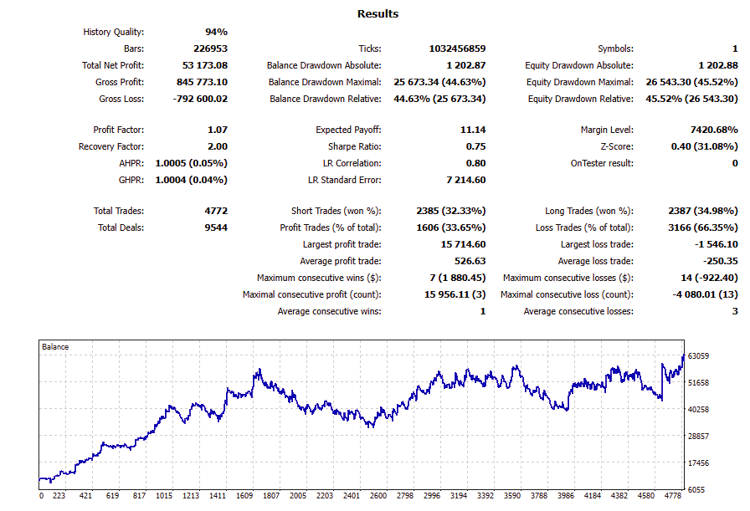 Results
History Quality: 94%
Bars: 226953 Ticks: 1032456859 Symbols: 1
Total Net Profit: 53 173.08 Balance Drawdown Absolute: 1 202.87 Equity Drawdown Absolute: 1 202.88
Gross Profit: 845 773.10 Balance Drawdown Maximal: 25 673.34 (44.63%) Equity Drawdown Maximal: 26 543.30 (45.52%)
Gross Loss: -792 600.02 Balance Drawdown Relative: 44.63% (25 673.34) Equity Drawdown Relative: 45.52% (26 543.30)
Profit Factor: 1.07 Expected Payoff: 11.14 Margin Level: 7420.68%
Recovery Factor: 2.00 Sharpe Ratio: 0.75 Z-Score: 0.40 (31.08%)
AHPR: 1.0005 (0.05%) LR Correlation: 0.80 OnTester result: 0
GHPR: 1.0004 (0.04%) LR Standard Error: 7 214.60
Total Trades: 4772 Short Trades (won %): 2385 (32.33%) Long Trades (won %): 2387 (34.98%)
Total Deals: 9544 Profit Trades (% of total): 1606 (33.65%) Loss Trades (% of total): 3166 (66.35%)
Largest profit trade: 15 714.60 Largest loss trade: -1 546.10
Average profit trade: 526.63 Average loss trade: -250.35
Maximum consecutive wins ($): 7 (1 880.45) Maximum consecutive losses ($): 14 (-922.40)
Maximal consecutive profit (count): 15 956.11 (3) Maximal consecutive loss (count): -4 080.01 (13)
Average consecutive wins: 1 Average consecutive losses: 3
Balance
63059
51658
40258
28857
17456
6055
0 223 421 619 817 1015 1213 1411 1609 1807 2005 2203 2401 2600 2798 2996 3194 3392 3590 3788 3986 4184 4382 4580 4778